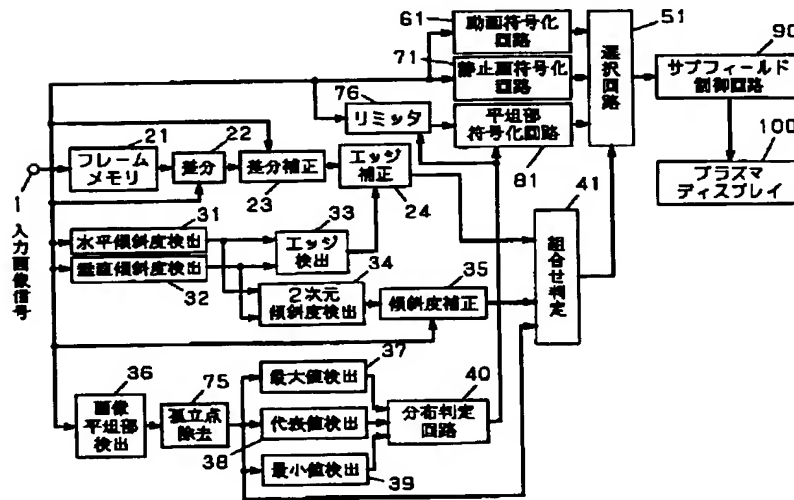 61
動画符号化
回路
51
71
静止画符号化
回路
選択回路
90
サブフィールド
制御回路
76
リミッタ
平坦部
符号化回路
81
100
プラズマ
ディスプレイ
21
フレーム
メモリ
22
差分
差分補正
23
エッジ
補正
24
41
組合せ判定
1
入力画像信号
31
水平傾斜度検出
垂直傾斜度検出
32
33
エッジ
検出
34
2次元
傾斜度検出
35
傾斜度補正
36
画像
平坦部
検出
75
孤立点
除去
37
最大値検出
代表値検出
38
最小値検出
39
40
分布判定
回路